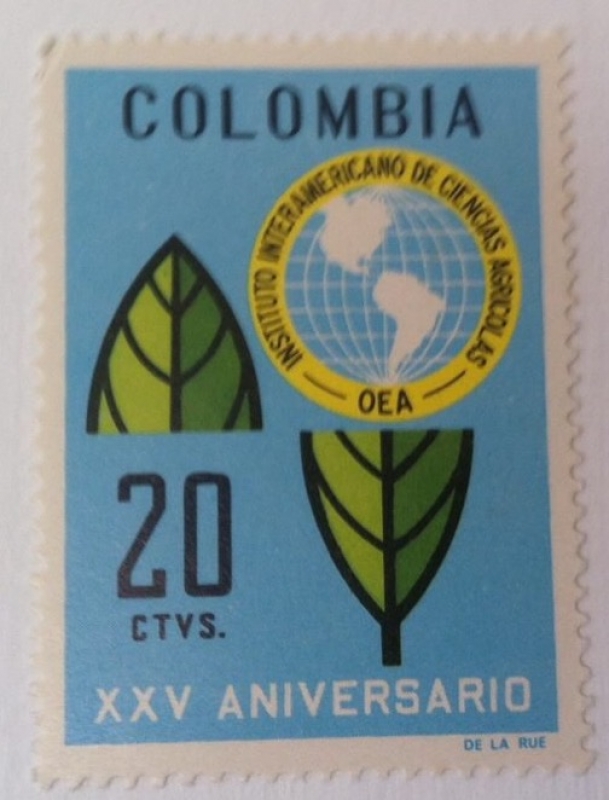 COLOMBIA
INSTITUTO INTERAMERICANO DE CIENCIAS AGRICOLAS
OEA
20
CTVS.
XXV ANIVERSARIO
DE LA RUE